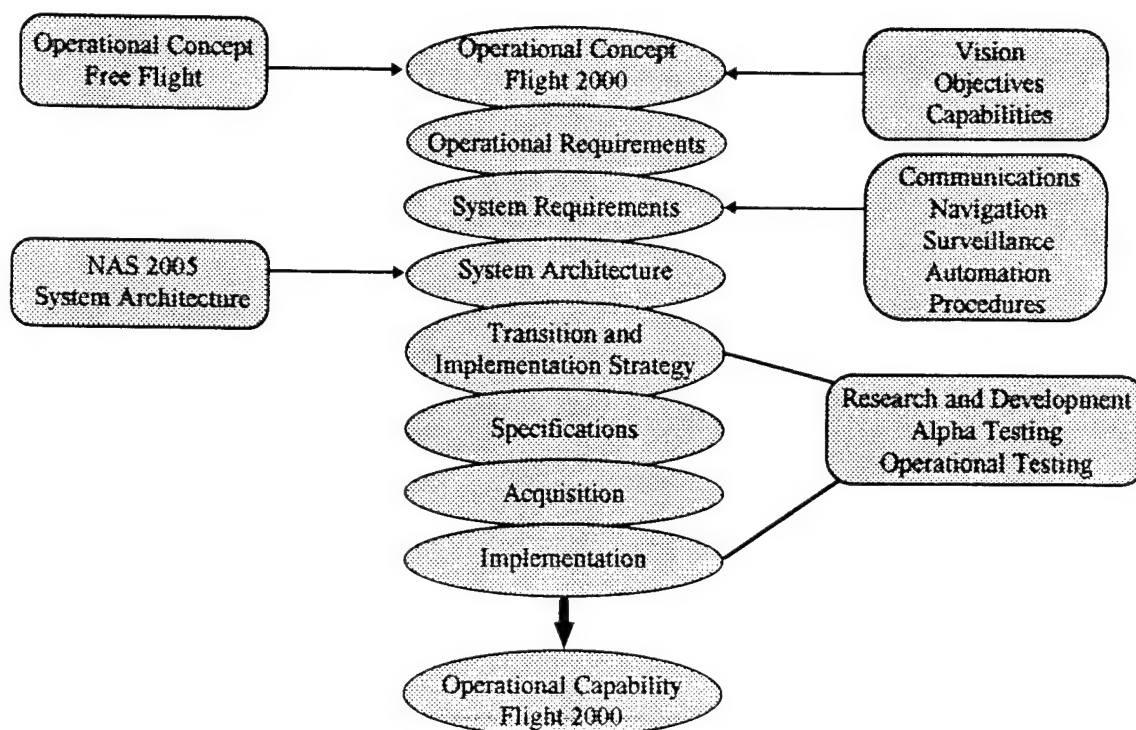 Operational Concept
Free Flight
Operational Concept
Flight 2000
Vision
Objectives
Capabilities
Operational Requirements
System Requirements
Communications
Navigation
Surveillance
Automation
Procedures
NAS 2005
System Architecture
System Architecture
Transition and
Implementation Strategy
Research and Development
Alpha Testing
Operational Testing
Specifications
Acquisition
Implementation
Operational Capability
Flight 2000